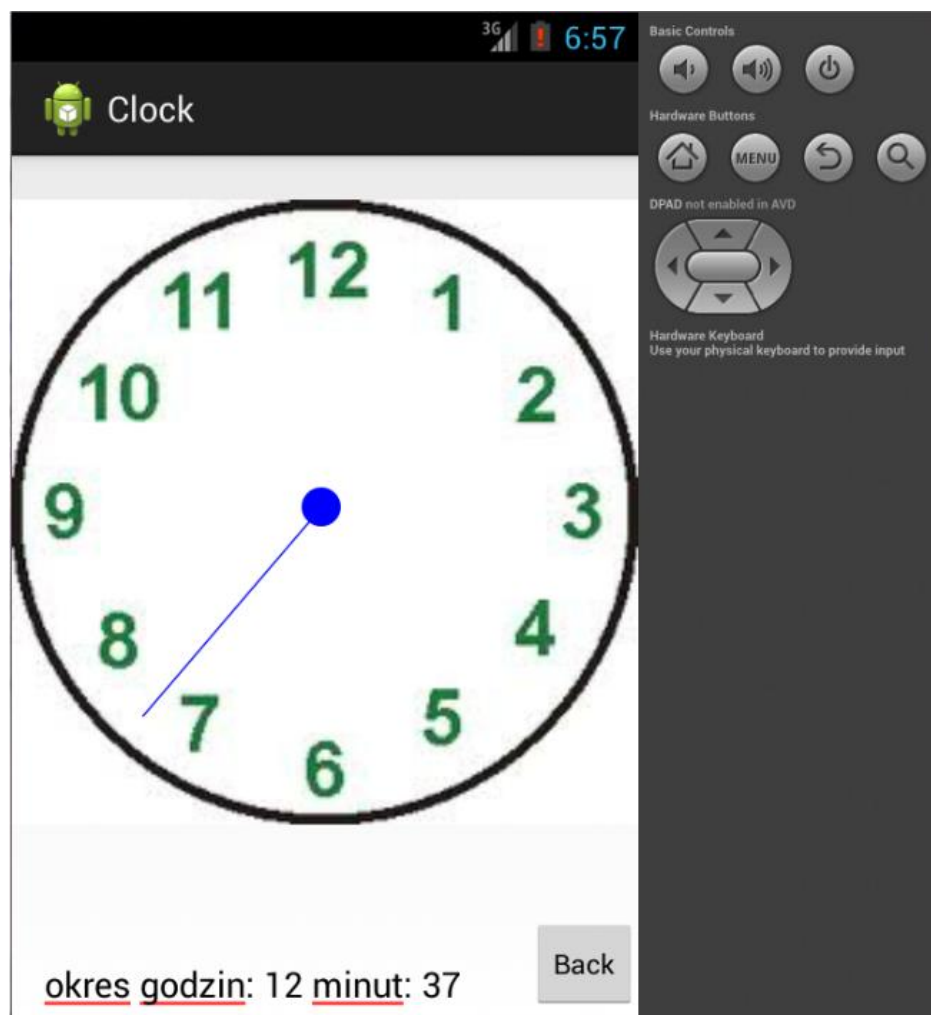 3G 6:57
Clock
12
11 1
10 2
9 3
8 4
7 5
6
Back
okres godzin: 12 minut: 37
Basic Controls
Hardware Buttons
MENU
DPAD not enabled in AVD
Hardware Keyboard
Use your physical keyboard to provide input